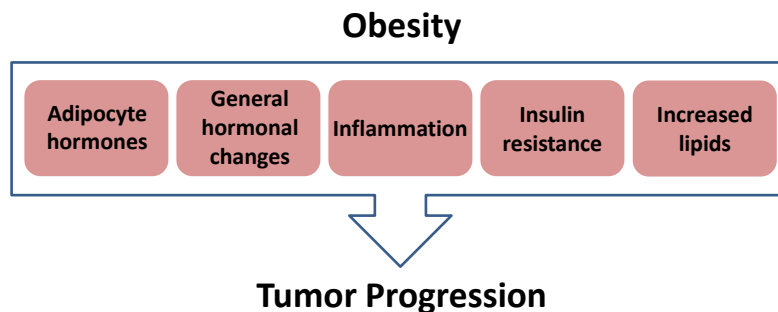 Obesity
Adipocyte
hormones
General
hormonal
changes
Inflammation
Insulin
resistance
Increased
lipids
Tumor Progression